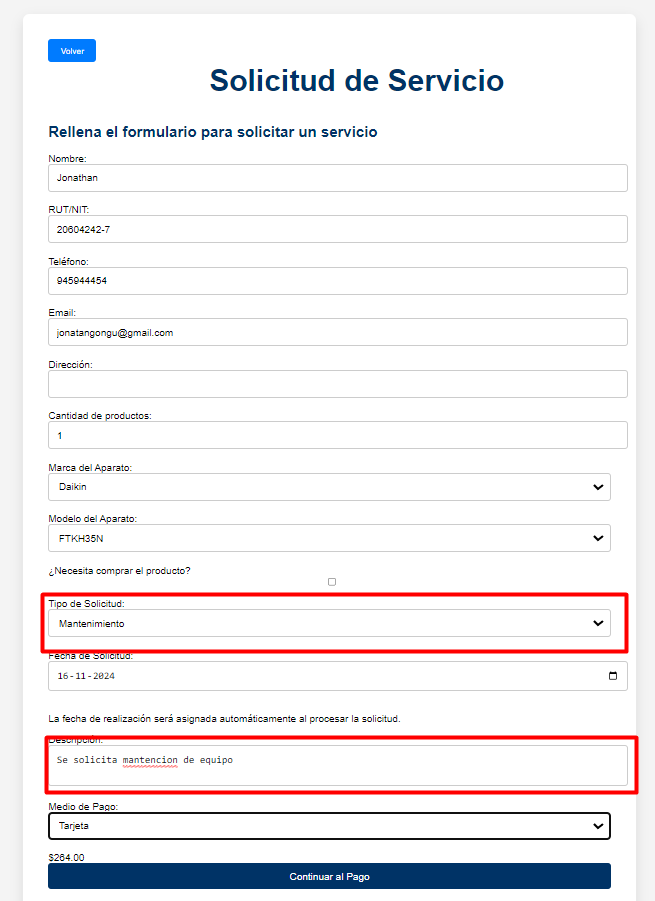 Volver
Solicitud de Servicio
Rellena el formulario para solicitar un servicio
Nombre:
Jonathan
RUT/NIT:
20604242-7
Teléfono:
945944454
Email:
jonatangongu@gmail.com
Dirección:
Cantidad de productos:
1
Marca del Aparato:
Daikin
Modelo del Aparato:
FTKH35N
¿Necesita comprar el producto?
Tipo de Solicitud:
Mantenimiento
Fecha de Solicitud:
16-11-2024
La fecha de realización será asignada automáticamente al procesar la solicitud.
Descripción:
Se solicita mantencion de equipo
Medio de Pago:
Tarjeta
$264.00
Continuar al Pago